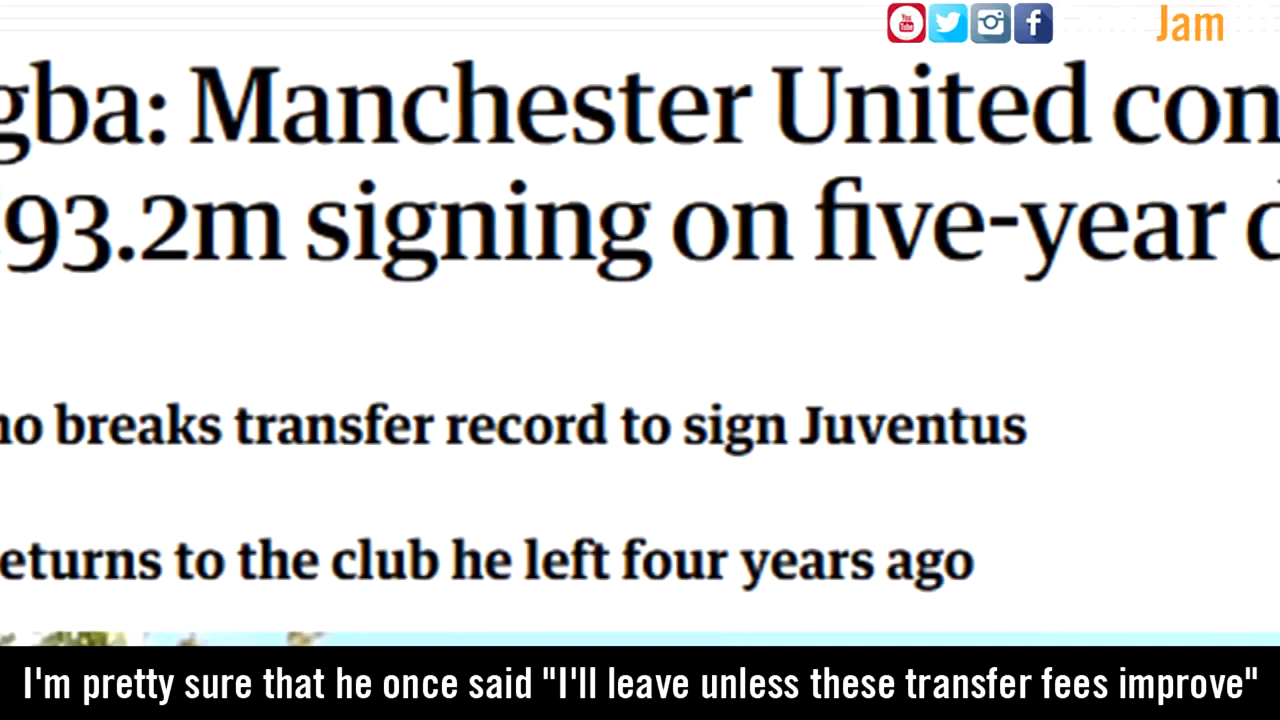 You Tube
Jam
gba: Manchester United con
93.2m signing on five-year d
no breaks transfer record to sign Juventus
eturns to the club he left four years ago
I'm pretty sure that he once said "I'll leave unless these transfer fees improve"